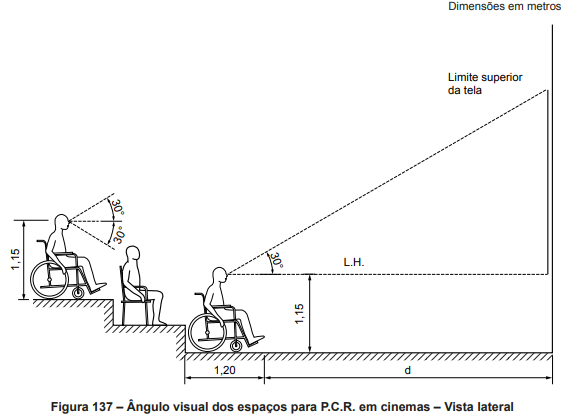 Dimensões em metros
Limite superior
da tela
30°
30°
1,15
30°
L.H.
1,15
1,20
d
Figura 137 – Ângulo visual dos espaços para P.C.R. em cinemas – Vista lateral